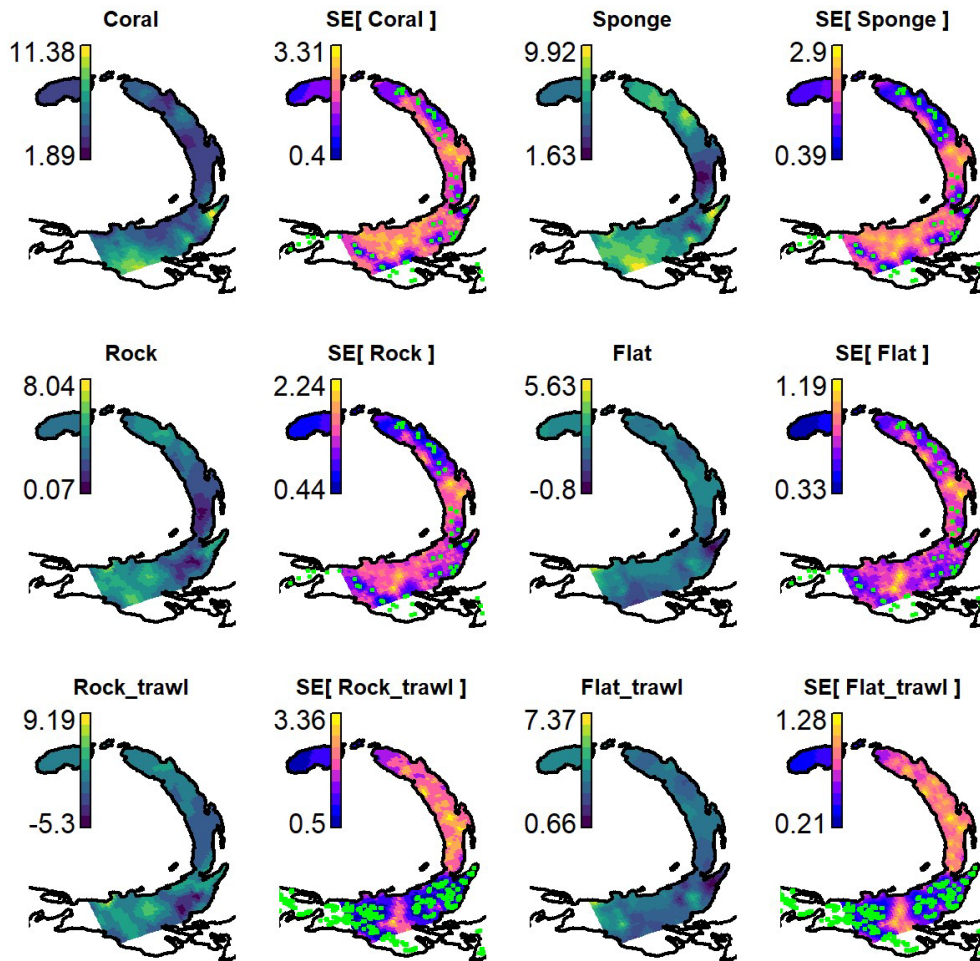 Coral
SE[ Coral ]
Sponge
SE[ Sponge ]
11.38
3.31
9.92
2.9
1.89
0.4
1.63
0.39
Rock
SE[ Rock ]
Flat
SE[ Flat ]
8.04
2.24
5.63
1.19
0.07
0.44
-0.8
0.33
Rock_trawl
SE[ Rock_trawl ]
Flat_trawl
SE[ Flat_trawl ]
9.19
3.36
7.37
1.28
-5.3
0.5
0.66
0.21